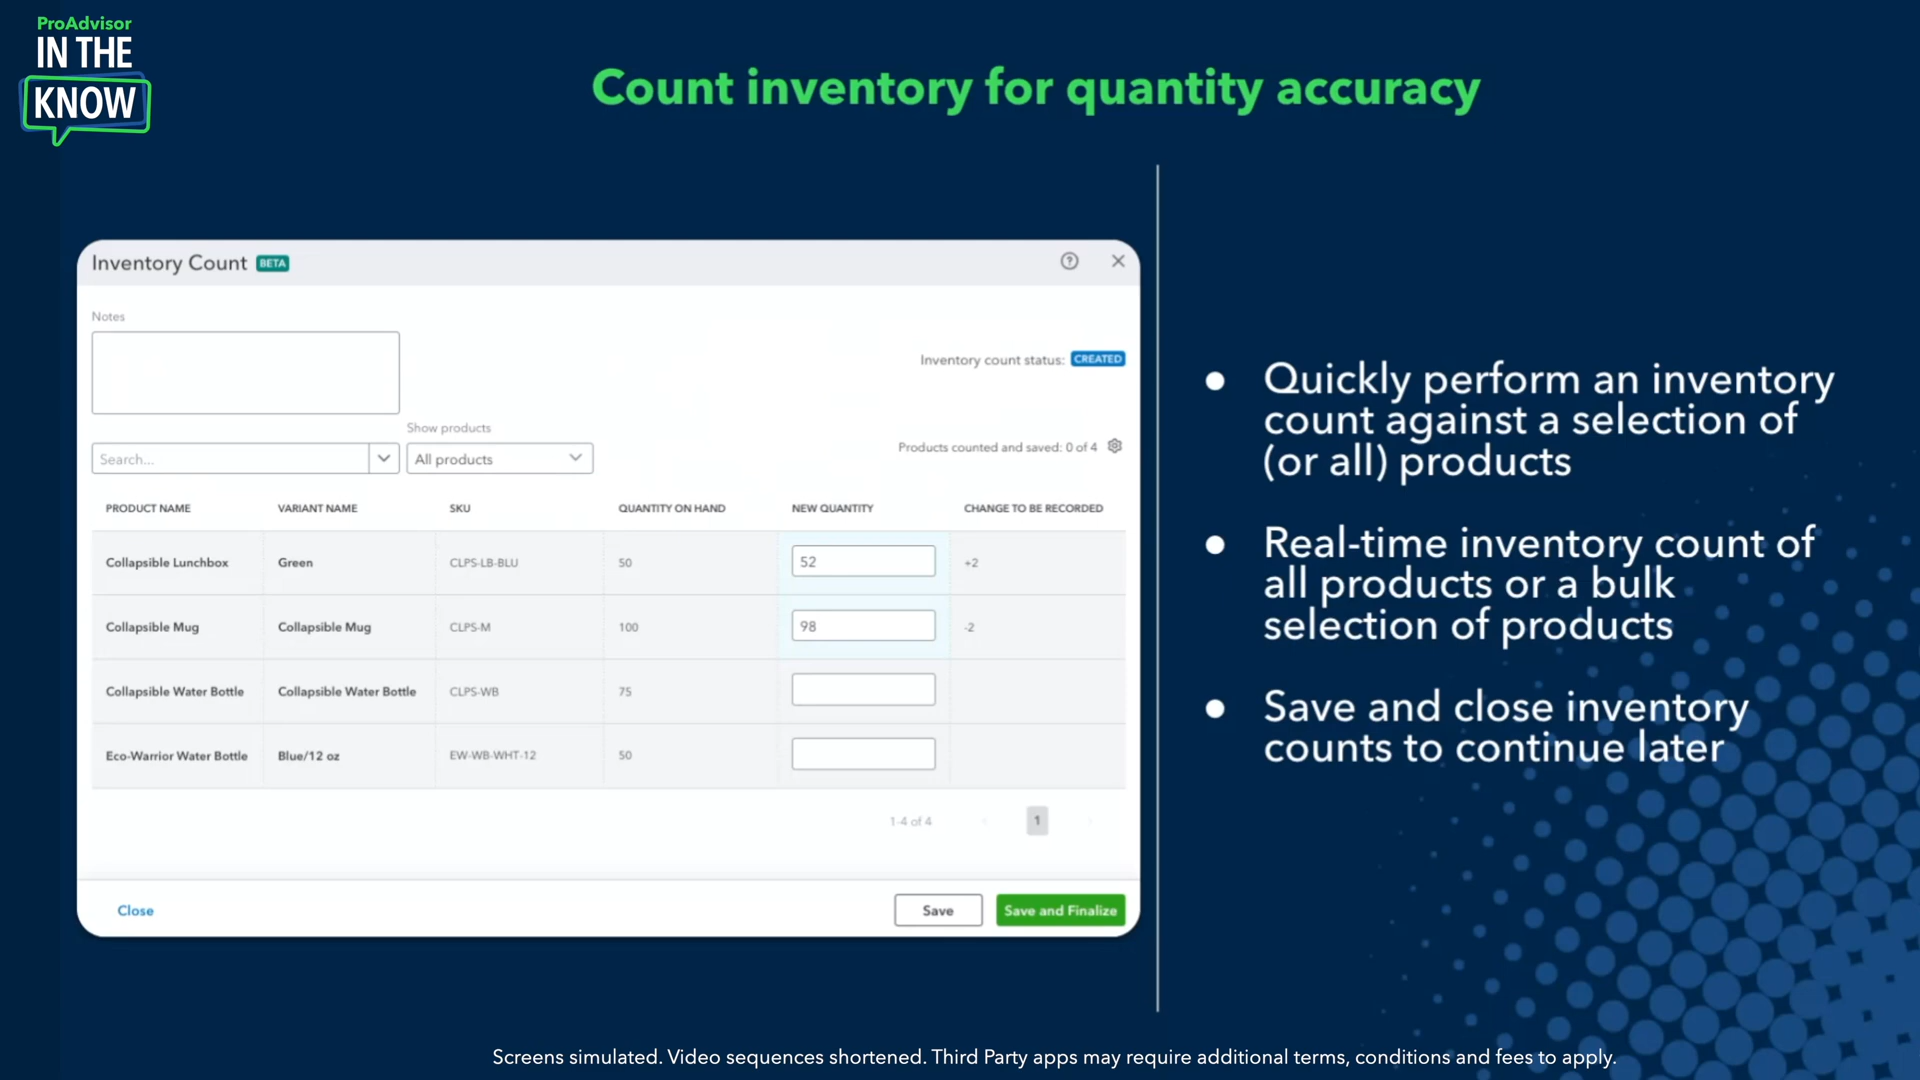 ProAdvisor
IN THE
KNOW
Count inventory for quantity accuracy
Inventory Count BETA
Notes
Inventory count status: CREATED
Show products
Search...
All products
Products counted and saved: 0 of 4
PRODUCT NAME VARIANT NAME SKU QUANTITY ON HAND NEW QUANTITY CHANGE TO BE RECORDED
Collapsible Lunchbox Green CLPS-LB-BLU 50 52 +2
Collapsible Mug Collapsible Mug CLPS-M 100 98 -2
Collapsible Water Bottle Collapsible Water Bottle CLPS-WB 75
Eco-Warrior Water Bottle Blue/12 oz EW-WB-WHT-12 50
1-4 of 4 1
Close Save Save and Finalize
● Quickly perform an inventory
count against a selection of
(or all) products
● Real-time inventory count of
all products or a bulk
selection of products
● Save and close inventory
counts to continue later
Screens simulated. Video sequences shortened. Third Party apps may require additional terms, conditions and fees to apply.